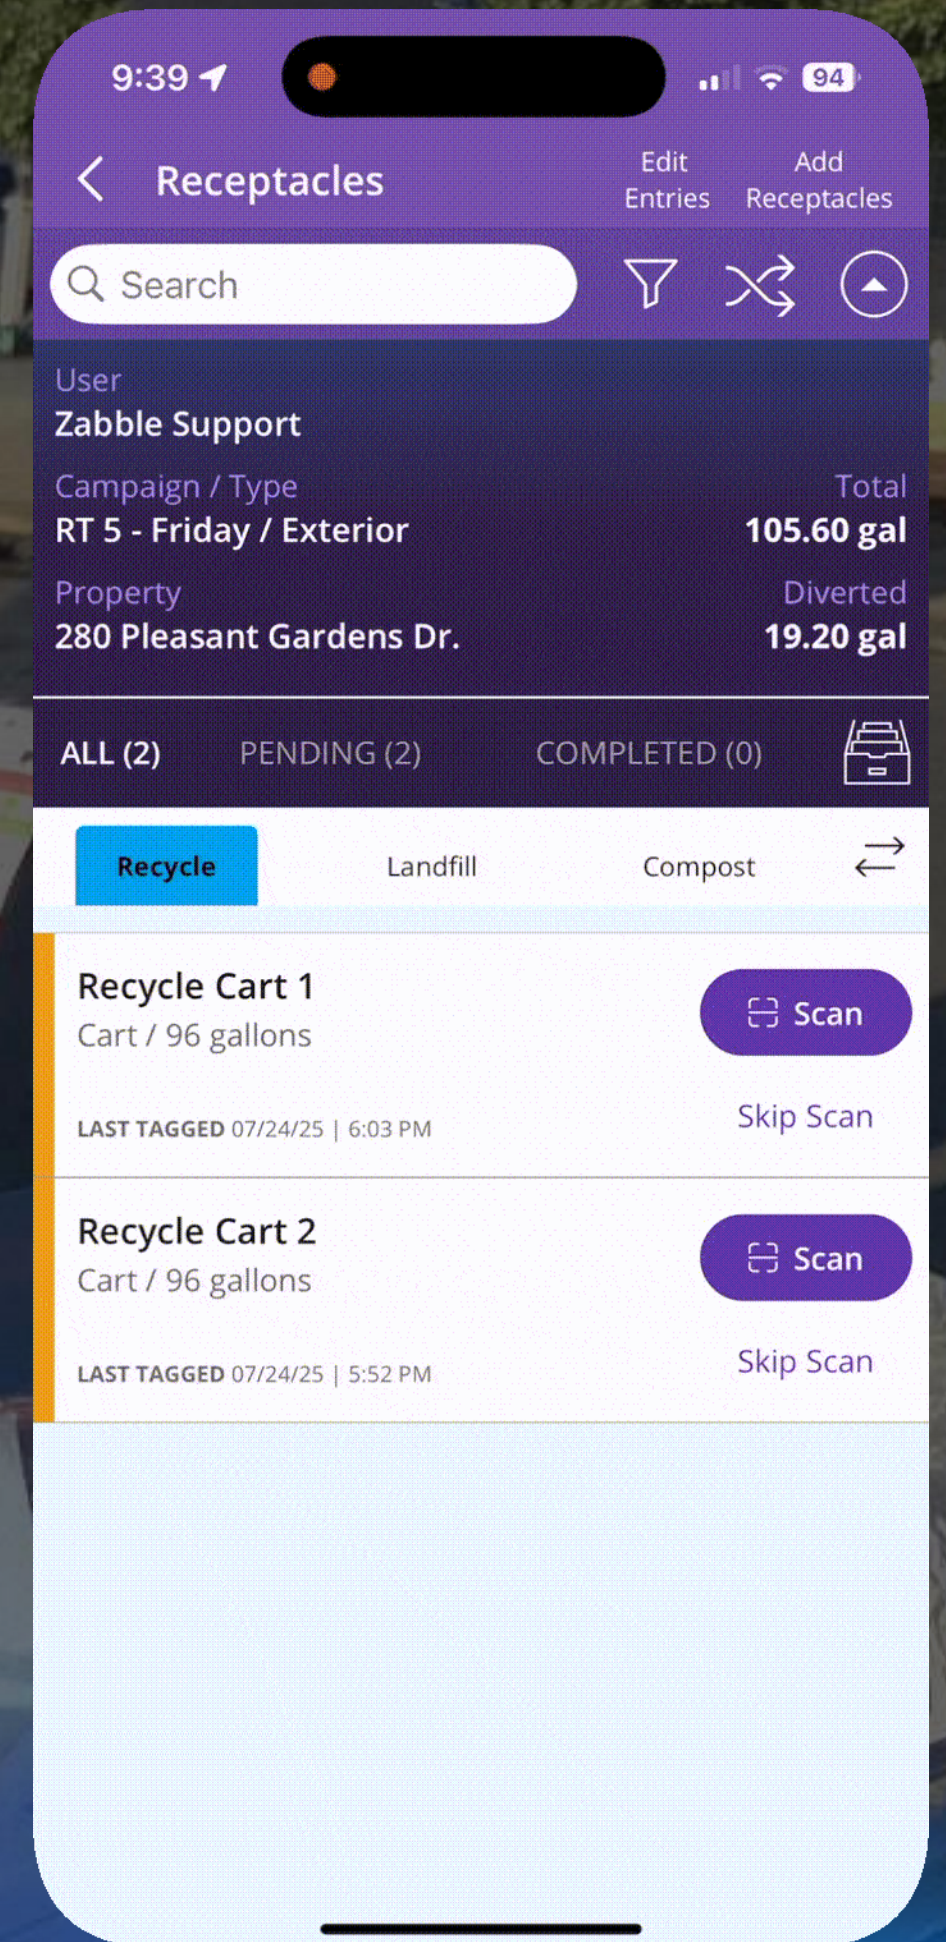 9:39
94
Receptacles
Edit
Entries
Add
Receptacles
Search
User
Zabble Support
Campaign / Type
Total
RT 5 - Friday / Exterior
105.60 gal
Property
Diverted
280 Pleasant Gardens Dr.
19.20 gal
ALL (2)
PENDING (2)
COMPLETED (0)
Recycle
Landfill
Compost
Recycle Cart 1
Cart / 96 gallons
Scan
Skip Scan
LAST TAGGED 07/24/25 | 6:03 PM
Recycle Cart 2
Cart / 96 gallons
Scan
Skip Scan
LAST TAGGED 07/24/25 | 5:52 PM